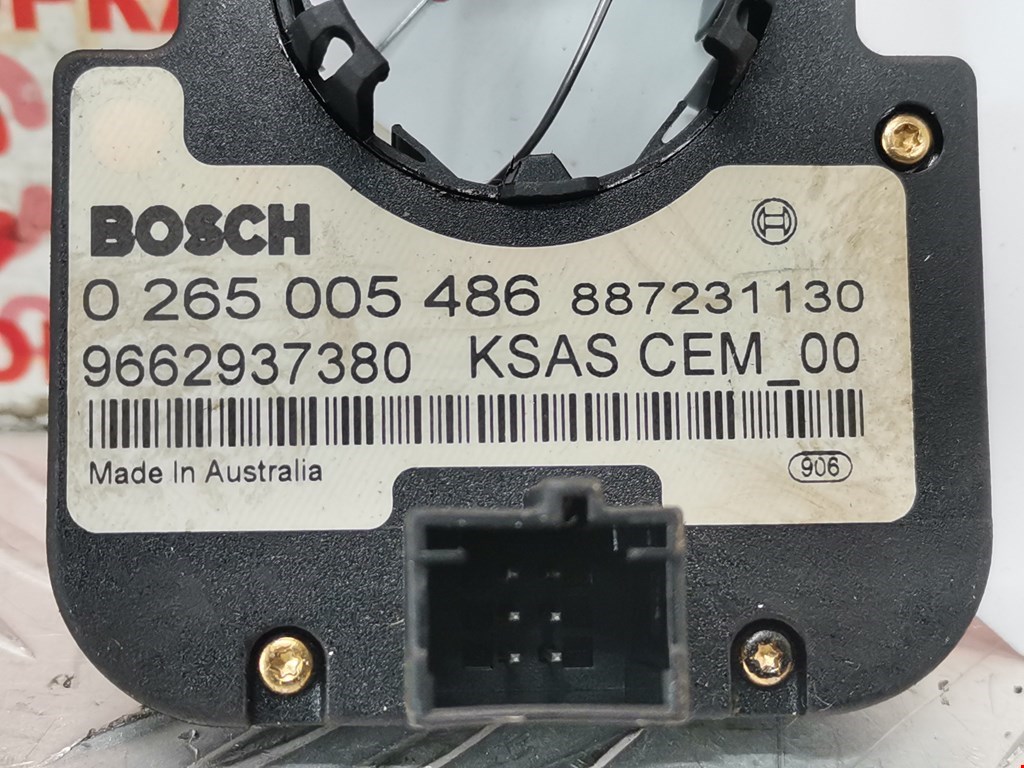 BOSCH
0 265 005 486 887231130
9662937380 KSAS CEM_00
Made In Australia
906